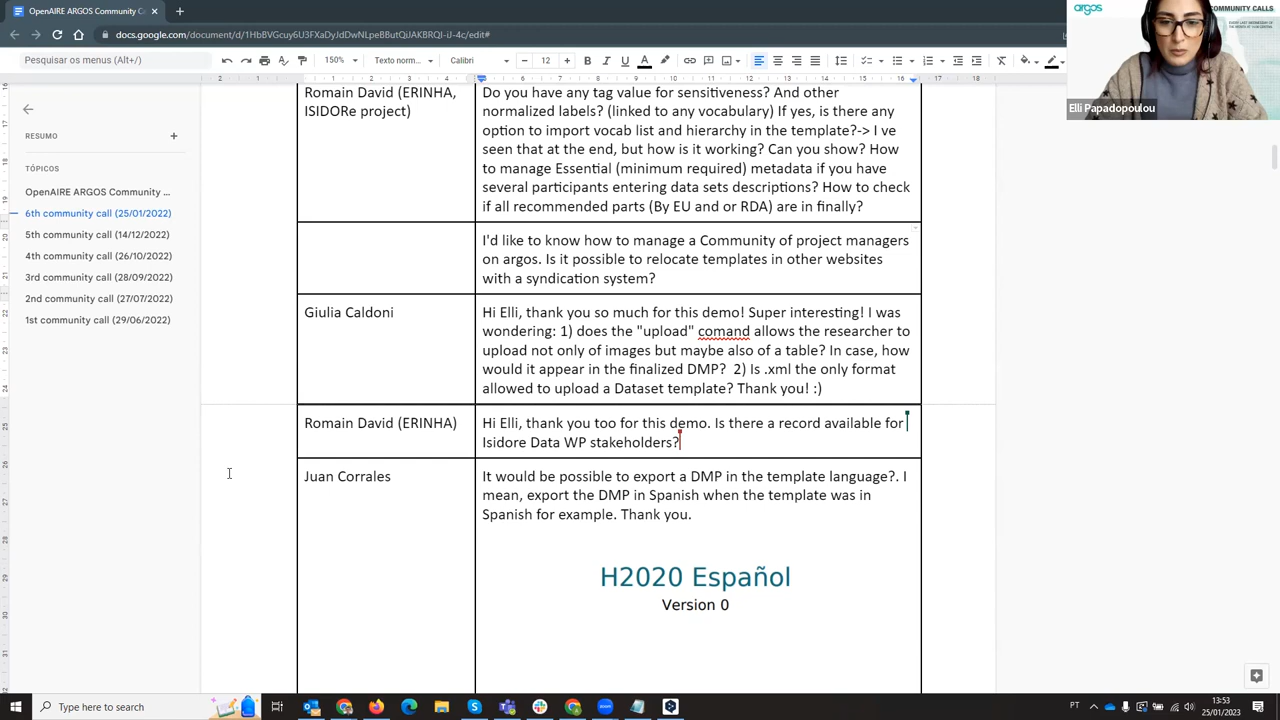 OpenAIRE ARGOS Community Ca
docs.google.com/document/d/
Pesquisar os menus (Alt+/)
150%
Texto norm...
Calibri
12
argos
COMMUNITY CALLS
Elli Papadopoulou
RESUMO
TÓPICOS
OpenAIRE ARGOS Community ...
6th community call (25/01/2022)
5th community call (14/12/2022)
4th community call (26/10/2022)
3rd community call (28/09/2022)
2nd community call (27/07/2022)
1st community call (29/06/2022)
Romain David (ERINHA,
ISIDORe project)
Do you have any tag value for sensitiveness? And other
normalized labels? (linked to any vocabulary) If yes, is there any
option to import vocab list and hierarchy in the template?-> I ve
seen that at the end, but how is it working? Can you show? How
to manage Essential (minimum required) metadata if you have
several participants entering data sets descriptions? How to check
if all recommended parts (By EU and or RDA) are in finally?
I'd like to know how to manage a Community of project managers
on argos. Is it possible to relocate templates in other websites
with a syndication system?
Giulia Caldoni
Hi Elli, thank you so much for this demo! Super interesting! I was
wondering: 1) does the "upload" comand allows the researcher to
upload not only of images but maybe also of a table? In case, how
would it appear in the finalized DMP? 2) Is .xml the only format
allowed to upload a Dataset template? Thank you! :)
Romain David (ERINHA)
Hi Elli, thank you too for this demo. Is there a record available for
Isidore Data WP stakeholders?
Juan Corrales
It would be possible to export a DMP in the template language?. I
mean, export the DMP in Spanish when the template was in
Spanish for example. Thank you.
H2020 Español
Version 0
Type here to search
PT
13:53
25/01/2023